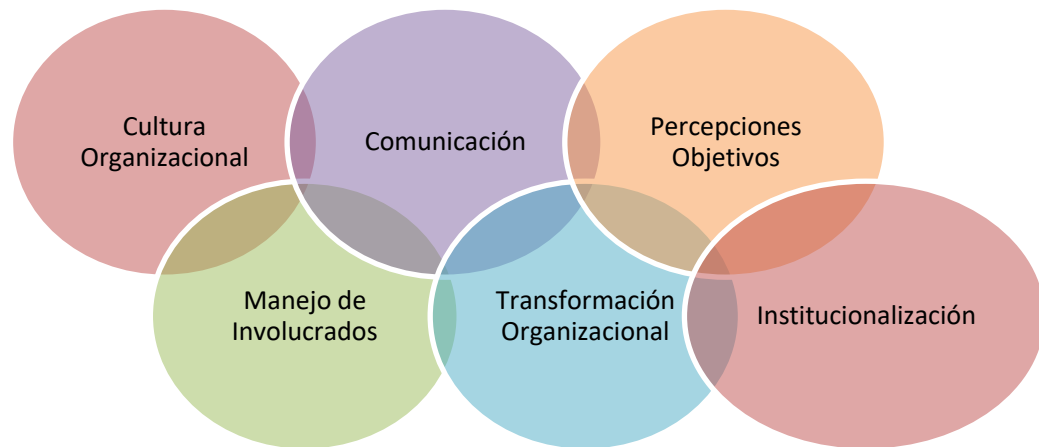 Cultura
Organizacional
Comunicación
Percepciones
Objetivos
Manejo de
Involucrados
Transformación
Organizacional
Institucionalización